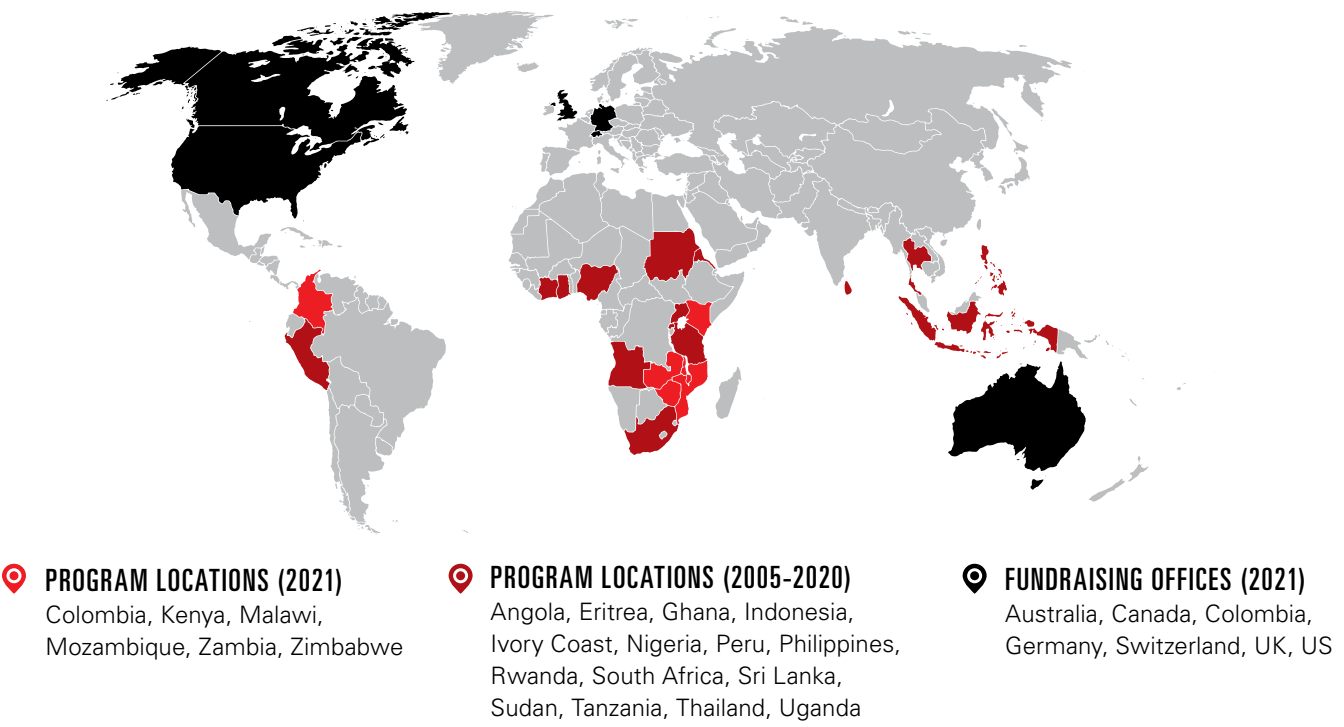 PROGRAM LOCATIONS (2021)
Colombia, Kenya, Malawi,
Mozambique, Zambia, Zimbabwe
PROGRAM LOCATIONS (2005-2020)
Angola, Eritrea, Ghana, Indonesia,
Ivory Coast, Nigeria, Peru, Philippines,
Rwanda, South Africa, Sri Lanka,
Sudan, Tanzania, Thailand, Uganda
FUNDRAISING OFFICES (2021)
Australia, Canada, Colombia,
Germany, Switzerland, UK, US